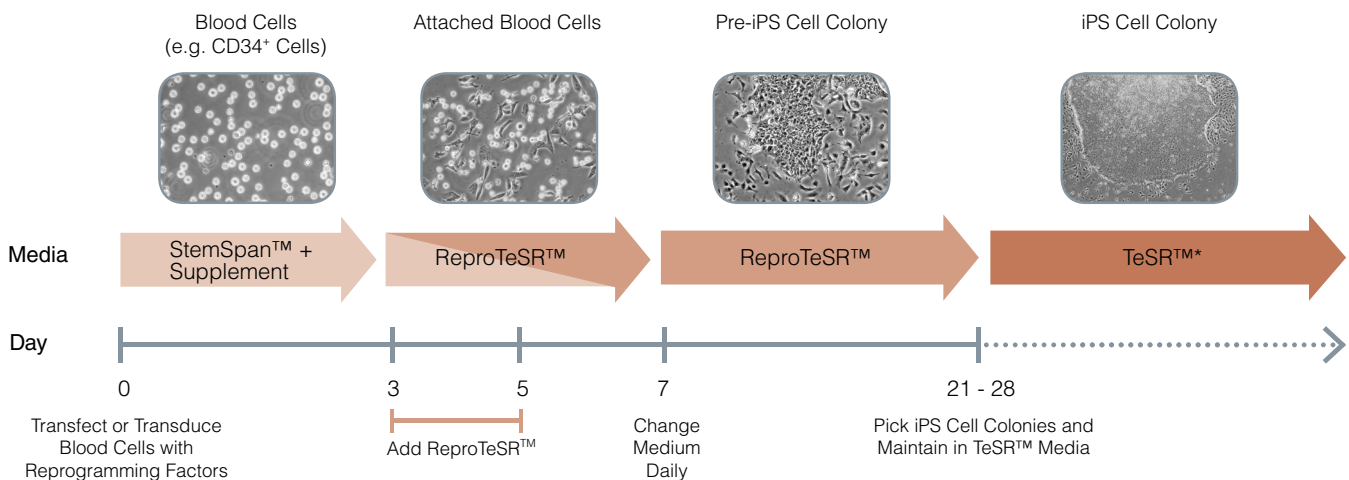 Blood Cells
(e.g. CD34⁺ Cells)
Attached Blood Cells
Pre-iPS Cell Colony
iPS Cell Colony
Media
StemSpan™ +
Supplement
ReproTeSR™
ReproTeSR™
TeSR™*
Day
0
3
5
7
21 - 28
Transfect or Transduce
Blood Cells with
Reprogramming Factors
Add ReproTeSR™
Change
Medium
Daily
Pick iPS Cell Colonies and
Maintain in TeSR™ Media